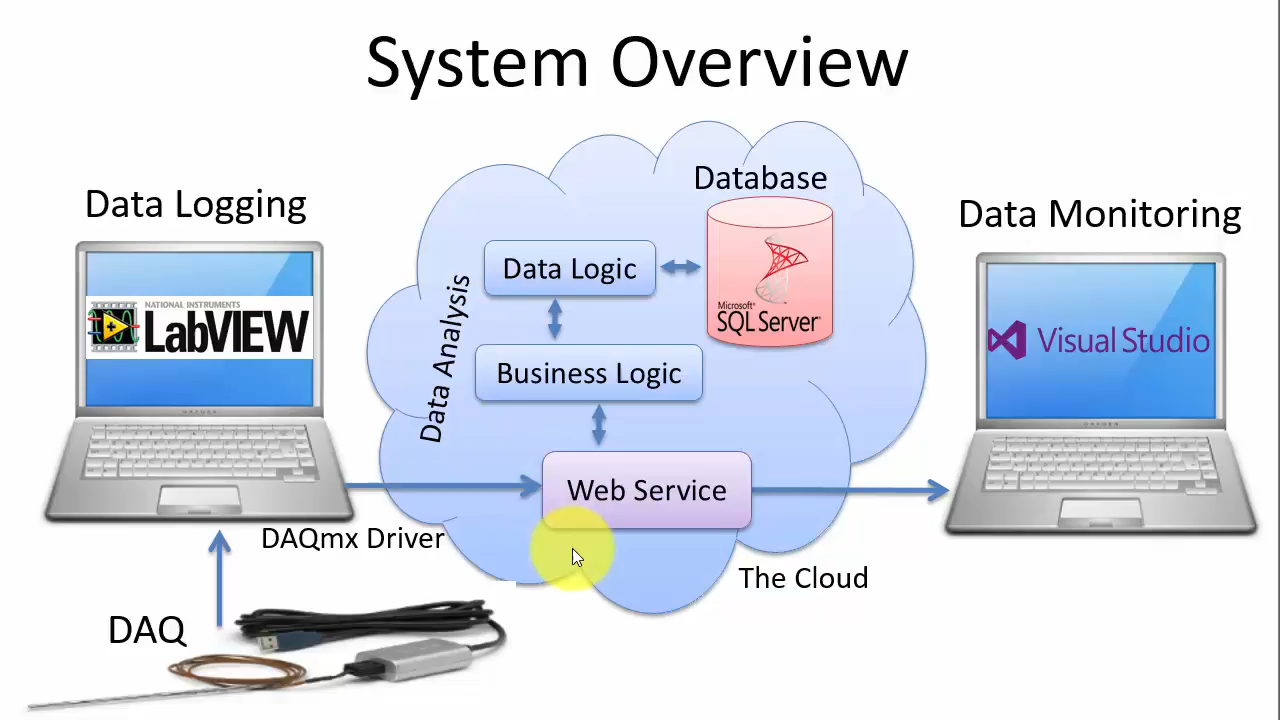 System Overview
Data Logging
NATIONAL INSTRUMENTS
LabVIEW
DAQmx Driver
DAQ
Data Analysis
Database
Microsoft®
SQL Server®
Data Logic
Business Logic
Web Service
The Cloud
Data Monitoring
Visual Studio